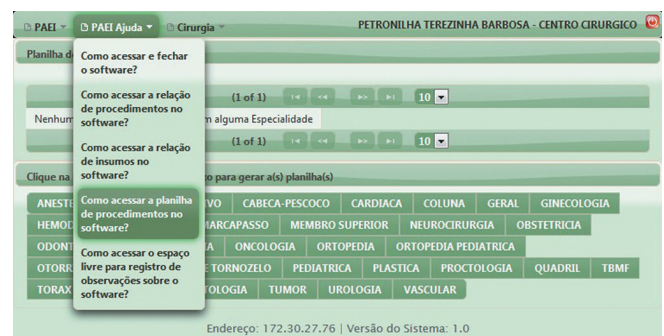 PAEI PAEI Ajuda Cirurgia PETRONILHA TEREZINHA BARBOSA - CENTRO CIRURGICO
Planilha d
Como acessar e fechar
o software?
Como acessar a relação
de procedimentos no
software?
Como acessar a relação
de insumos no
software?
Como acessar a planilha
de procedimentos no
software?
Como acessar o espaço
livre para registro de
observações sobre o
software?
(1 of 1) 10
Nenhum m alguma Especialidade
(1 of 1) 10
Clique na xo para gerar a(s) planilha(s)
ANESTE VO CABECA-PESCOCO CARDIACA COLUNA GERAL GINECOLOGIA
HEMOD MARCAPASSO MEMBRO SUPERIOR NEUROCIRURGIA OBSTETRICIA
ODONT IA ONCOLOGIA ORTOPEDIA ORTOPEDIA PEDIATRICA
OTORR E TORNOZELO PEDIATRICA PLASTICA PROCTOLOGIA QUADRIL TBMF
TORAX TOLOGIA TUMOR UROLOGIA VASCULAR
Endereço: 172.30.27.76 | Versão do Sistema: 1.0